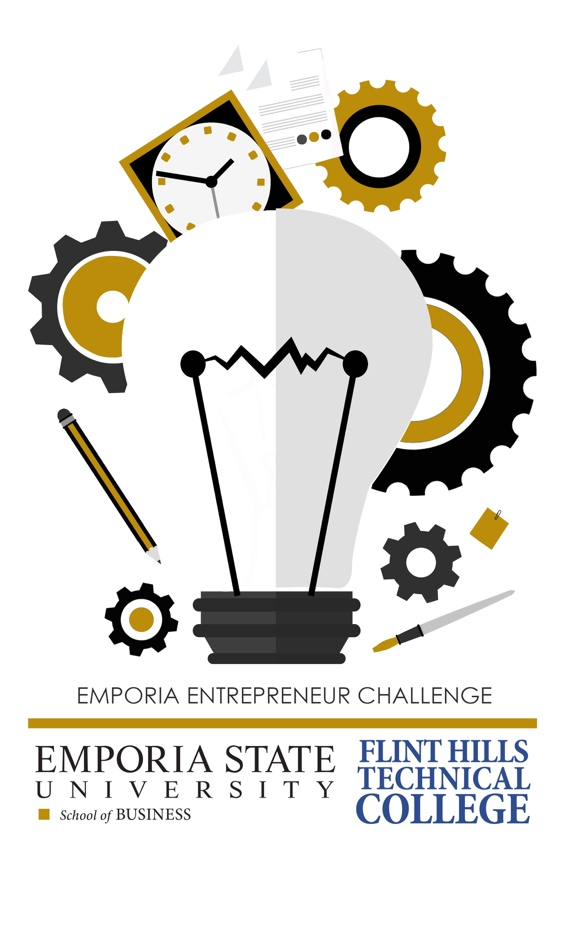 EMPORIA ENTREPRENEUR CHALLENGE
EMPORIA STATE
UNIVERSITY
School of BUSINESS
FLINT HILLS
TECHNICAL
COLLEGE